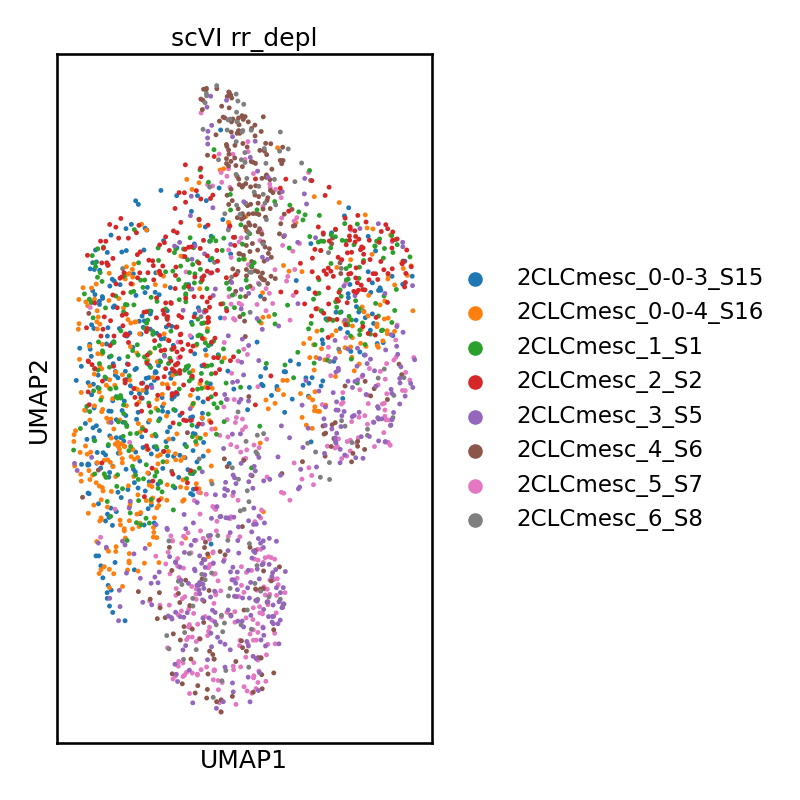 scVI rr_depl
UMAP2
UMAP1
2CLCmesc_0-0-3_S15
2CLCmesc_0-0-4_S16
2CLCmesc_1_S1
2CLCmesc_2_S2
2CLCmesc_3_S5
2CLCmesc_4_S6
2CLCmesc_5_S7
2CLCmesc_6_S8